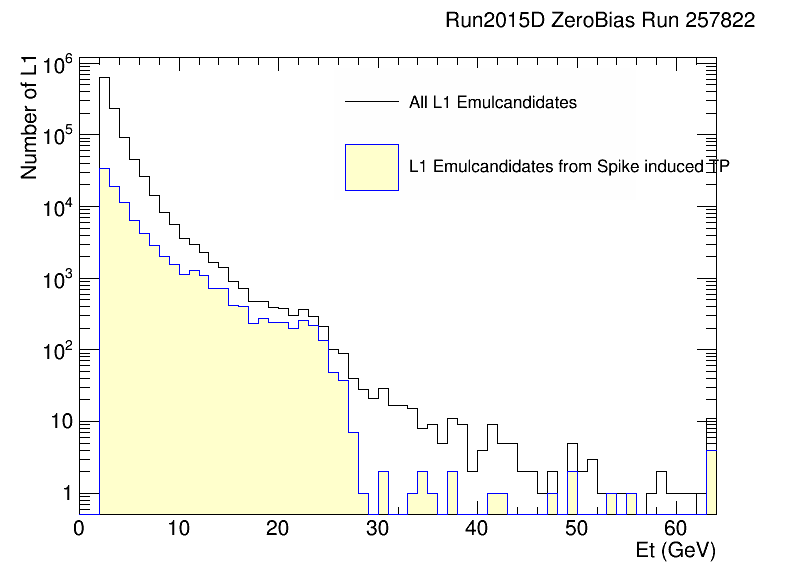 Run2015D ZeroBias Run 257822
Number of L1
10^6
10^5
10^4
10^3
10^2
10
1
All L1 Emulcandidates
L1 Emulcandidates from Spike induced TP
0 10 20 30 40 50 60
Et (GeV)